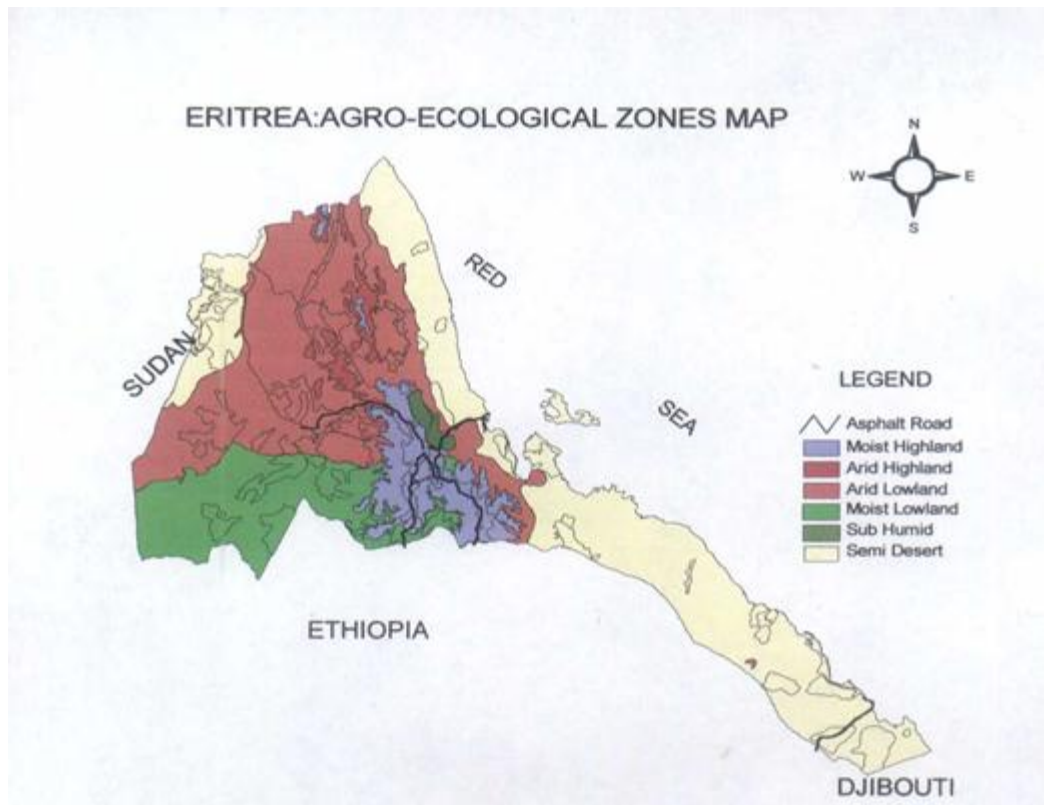 ERITREA:AGRO-ECOLOGICAL ZONES MAP
N
W
E
S
RED
SUDAN
SEA
LEGEND
Asphalt Road
Moist Highland
Arid Highland
Arid Lowland
Moist Lowland
Sub Humid
Semi Desert
ETHIOPIA
DJIBOUTI